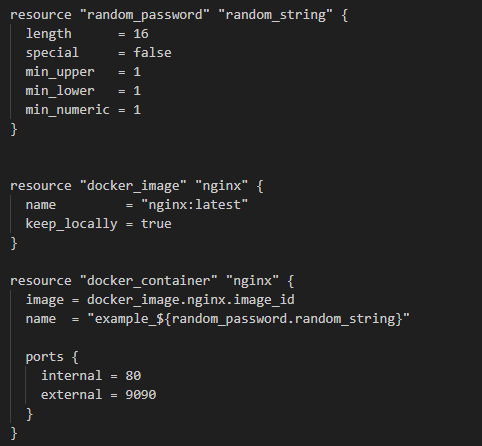 resource "random_password" "random_string" {
  length      = 16
  special     = false
  min_upper   = 1
  min_lower   = 1
  min_numeric = 1
}
resource "docker_image" "nginx" {
  name         = "nginx:latest"
  keep_locally = true
}
resource "docker_container" "nginx" {
  image = docker_image.nginx.image_id
  name  = "example_${random_password.random_string}"
  ports {
    internal = 80
    external = 9090
  }
}